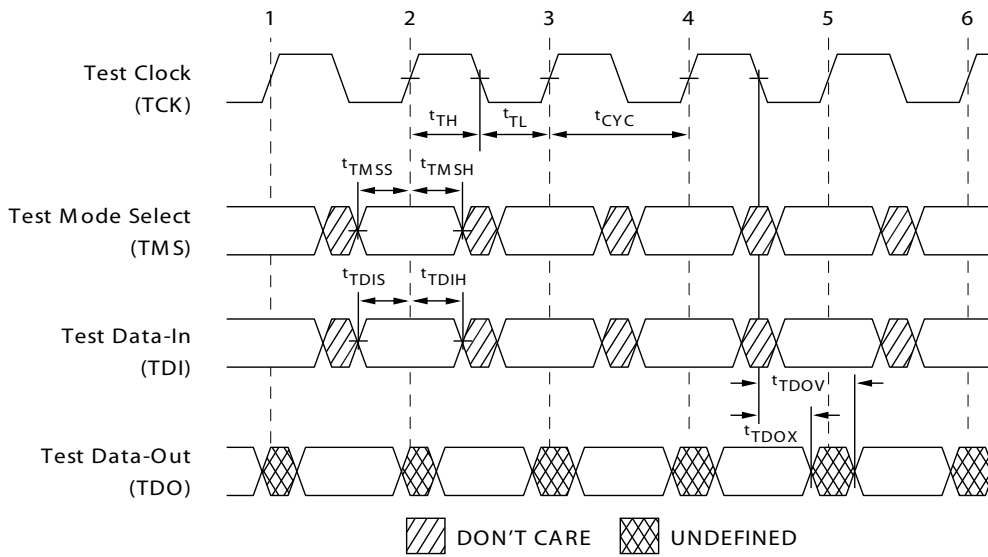 1 2 3 4 5 6
Test Clock
(TCK)
tTH tTL tCYC
tTMSS tTMSH
Test Mode Select
(TMS)
tTDIS tTDIH
Test Data-In
(TDI)
tTDOV
tTDOX
Test Data-Out
(TDO)
DON'T CARE UNDEFINED